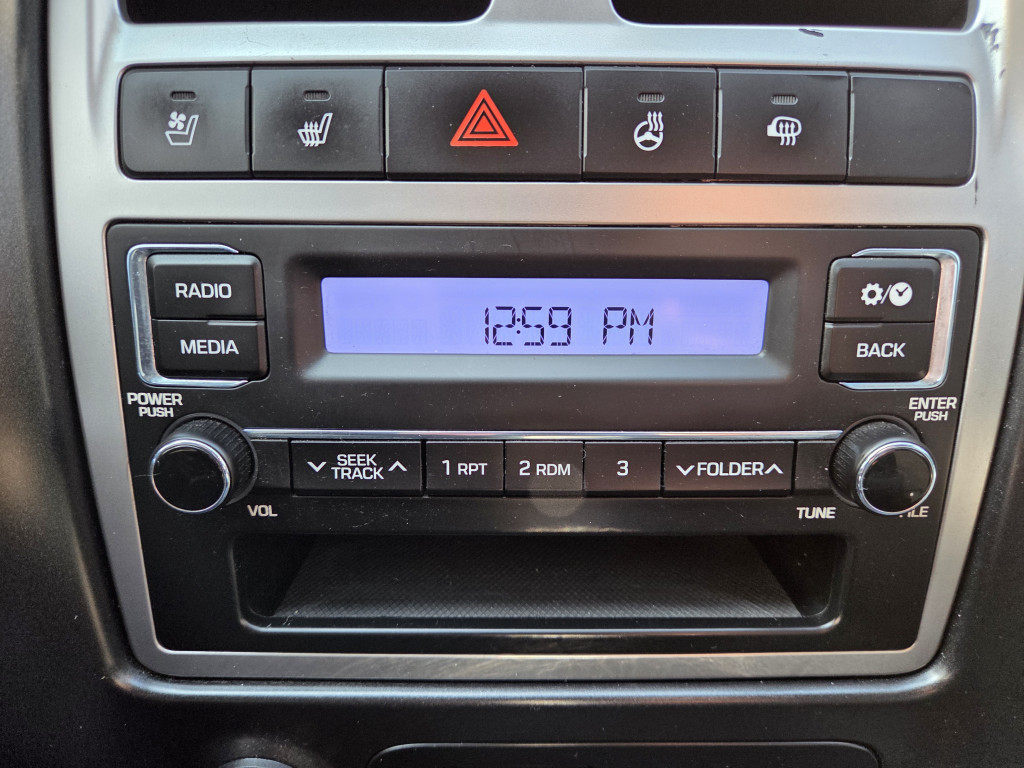 RADIO
12:59 PM
MEDIA
BACK
POWER
PUSH
ENTER
PUSH
SEEK
TRACK
1 RPT
2 RDM
3
FOLDER
VOL
TUNE